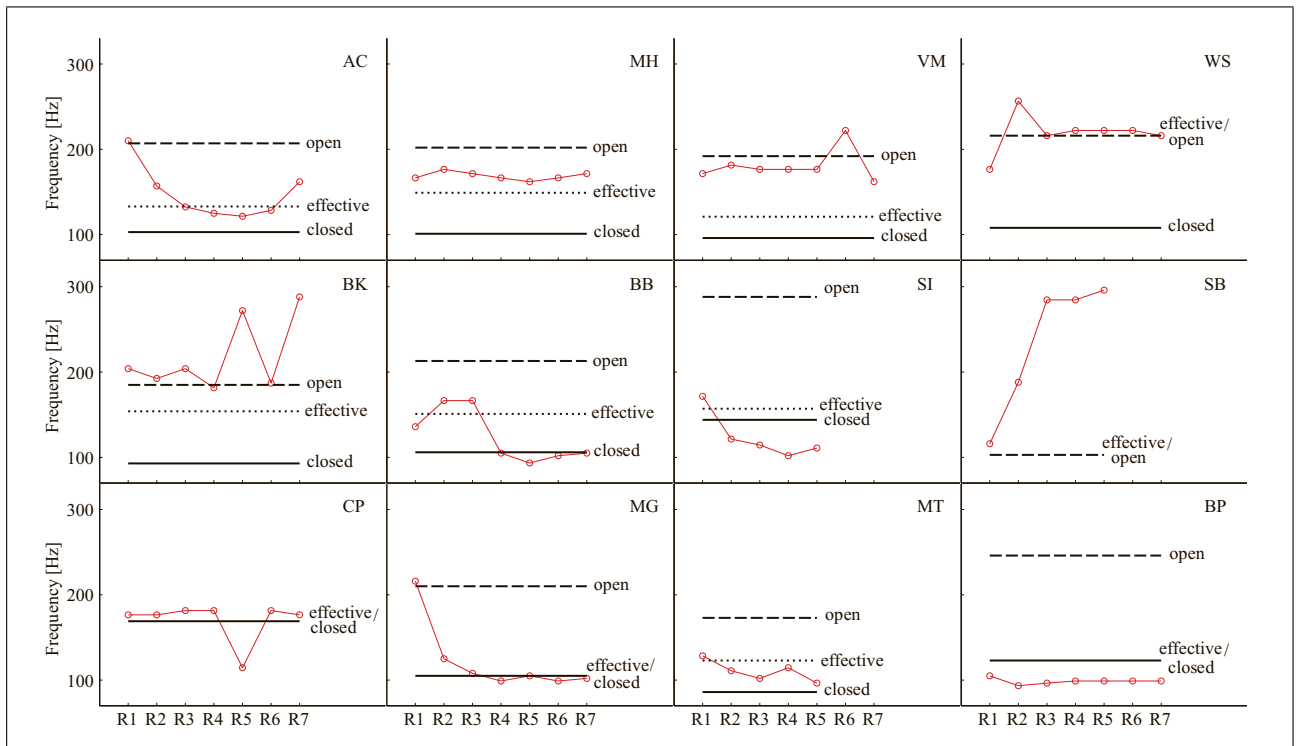 AC
MH
VM
WS
Frequency [Hz]
300
200
100
open
effective
closed
open
effective
closed
open
effective
closed
effective/
open
BK
BB
SI
SB
Frequency [Hz]
300
200
100
open
effective
closed
open
effective
closed
open
effective
closed
effective/
open
CP
MG
MT
BP
Frequency [Hz]
300
200
100
effective/
closed
open
effective/
closed
open
effective
closed
open
effective/
closed
R1 R2 R3 R4 R5 R6 R7
R1 R2 R3 R4 R5 R6 R7
R1 R2 R3 R4 R5 R6 R7
R1 R2 R3 R4 R5 R6 R7